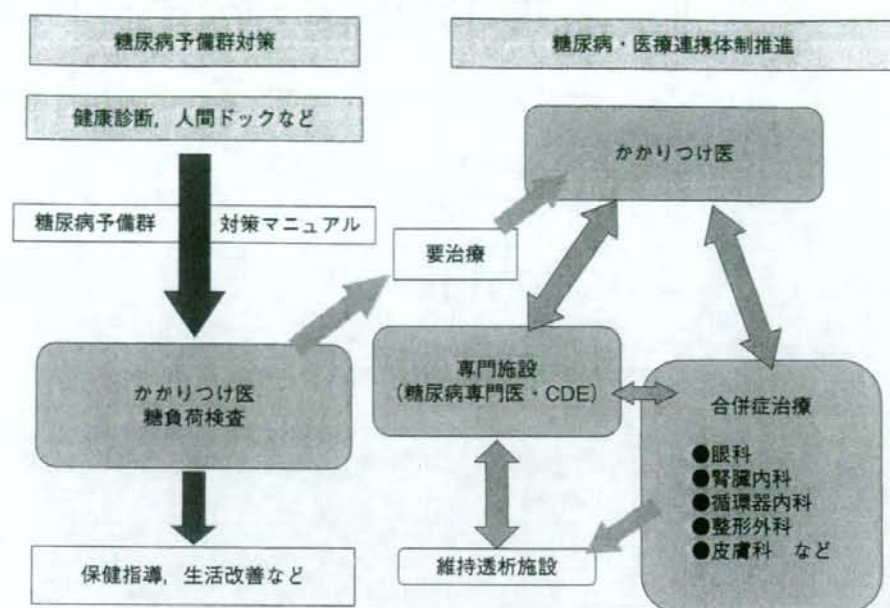 糖尿病予備群対策
糖尿病・医療連携体制推進
健康診断，人間ドックなど
かかりつけ医
糖尿病予備群　対策マニュアル
要治療
かかりつけ医
糖負荷検査
専門施設
（糖尿病専門医・CDE）
合併症治療
●眼科
●腎臓内科
●循環器内科
●整形外科
●皮膚科　など
保健指導，生活改善など
維持透析施設